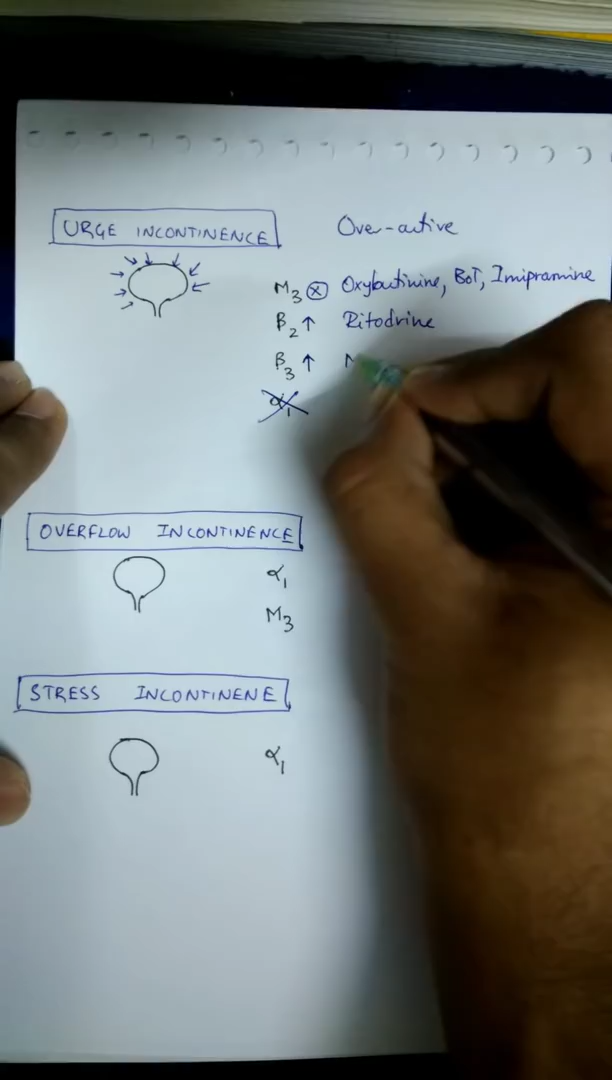 URGE INCONTINENCE
Over-active
M3 ⓧ Oxybutinine, BoT, Imipramine
β2 ↑ Ritodrine
β3 ↑
α1
OVERFLOW INCONTINENCE
α1
M3
STRESS INCONTINENE
α1